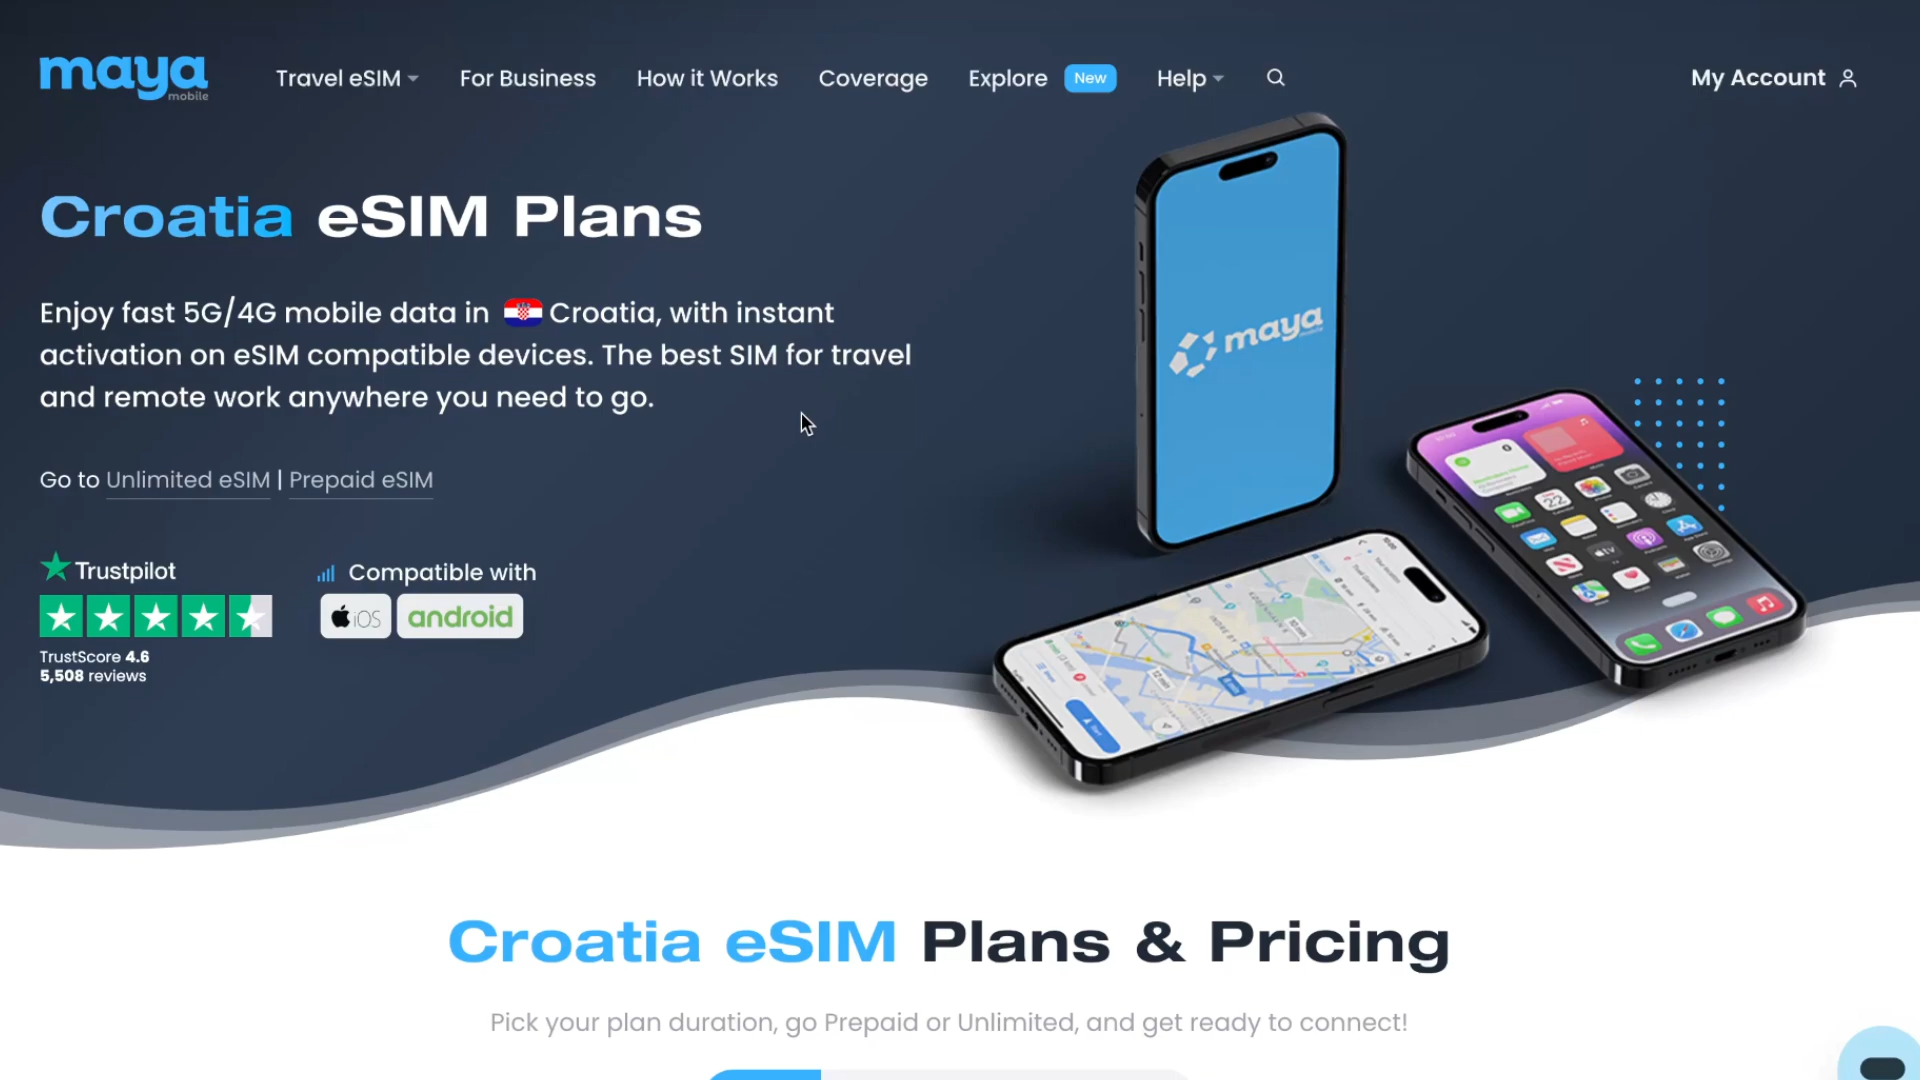 maya
mobile
Travel eSIM
For Business
How it Works
Coverage
Explore
New
Help
My Account
Croatia eSIM Plans
Enjoy fast 5G/4G mobile data in Croatia, with instant
activation on eSIM compatible devices. The best SIM for travel
and remote work anywhere you need to go.
Go to Unlimited eSIM | Prepaid eSIM
Trustpilot
TrustScore 4.6
5,508 reviews
Compatible with
iOS
android
maya
Croatia eSIM Plans & Pricing
Pick your plan duration, go Prepaid or Unlimited, and get ready to connect!